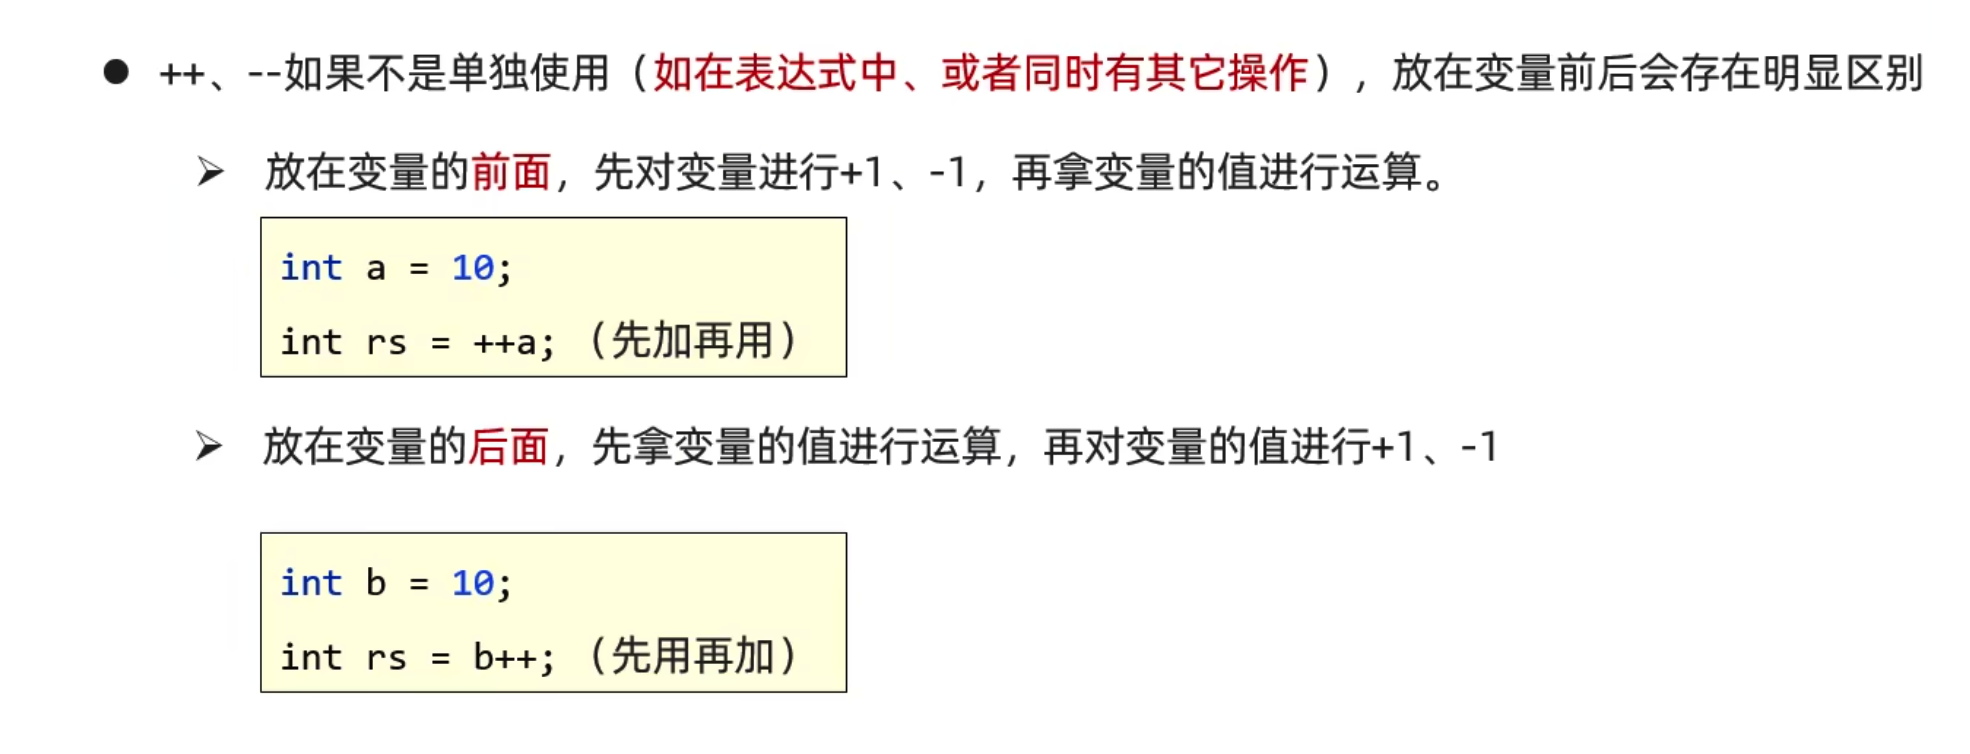 ● ++、--如果不是单独使用（如在表达式中、或者同时有其它操作），放在变量前后会存在明显区别
➢ 放在变量的前面，先对变量进行+1、-1，再拿变量的值进行运算。
int a = 10;
int rs = ++a;（先加再用）
➢ 放在变量的后面，先拿变量的值进行运算，再对变量的值进行+1、-1
int b = 10;
int rs = b++;（先用再加）